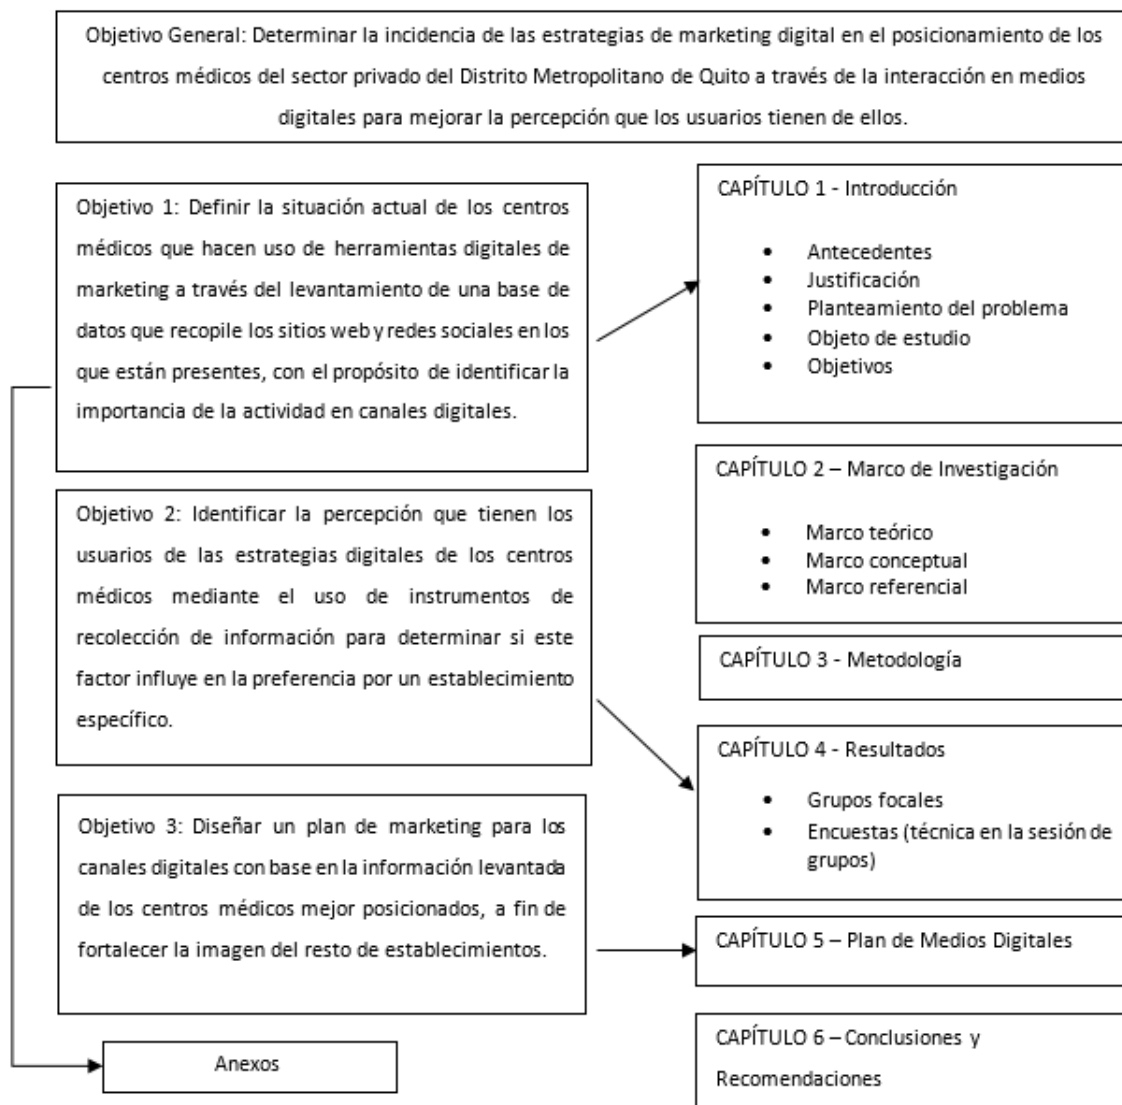 Objetivo General: Determinar la incidencia de las estrategias de marketing digital en el posicionamiento de los
centros médicos del sector privado del Distrito Metropolitano de Quito a través de la interacción en medios
digitales para mejorar la percepción que los usuarios tienen de ellos.
Objetivo 1: Definir la situación actual de los centros
médicos que hacen uso de herramientas digitales de
marketing a través del levantamiento de una base de
datos que recopile los sitios web y redes sociales en los
que están presentes, con el propósito de identificar la
importancia de la actividad en canales digitales.
Objetivo 2: Identificar la percepción que tienen los
usuarios de las estrategias digitales de los centros
médicos mediante el uso de instrumentos de
recolección de información para determinar si este
factor influye en la preferencia por un establecimiento
específico.
Objetivo 3: Diseñar un plan de marketing para los
canales digitales con base en la información levantada
de los centros médicos mejor posicionados, a fin de
fortalecer la imagen del resto de establecimientos.
Anexos
CAPÍTULO 1 - Introducción
• Antecedentes
• Justificación
• Planteamiento del problema
• Objeto de estudio
• Objetivos
CAPÍTULO 2 – Marco de Investigación
• Marco teórico
• Marco conceptual
• Marco referencial
CAPÍTULO 3 - Metodología
CAPÍTULO 4 - Resultados
• Grupos focales
• Encuestas (técnica en la sesión de
grupos)
CAPÍTULO 5 – Plan de Medios Digitales
CAPÍTULO 6 – Conclusiones y
Recomendaciones